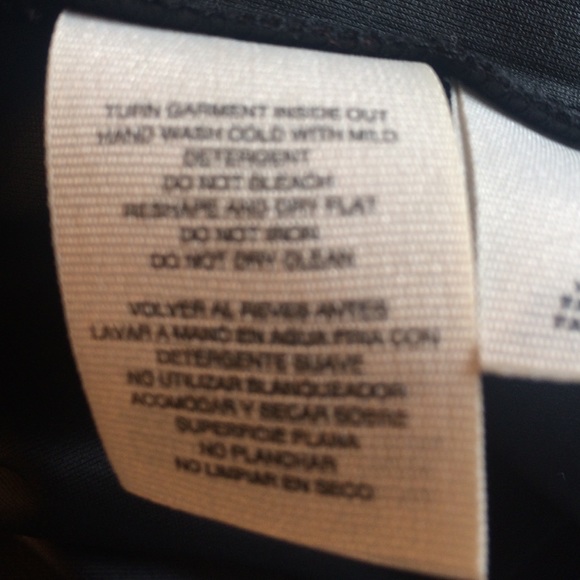 TURN GARMENT INSIDE OUT
HAND WASH COLD WITH MILD
DETERGENT
DO NOT BLEACH
RESHAPE AND DRY FLAT
DO NOT IRON
DO NOT DRY CLEAN
VOLVER AL REVES ANTES
LAVAR A MANO EN AGUA FRIA CON
DETERGENTE SUAVE
NO UTILIZAR BLANQUEADOR
ACOMODAR Y SECAR SOBRE
SUPERFICIE PLANA
NO PLANCHAR
NO LIMPIAR EN SECO